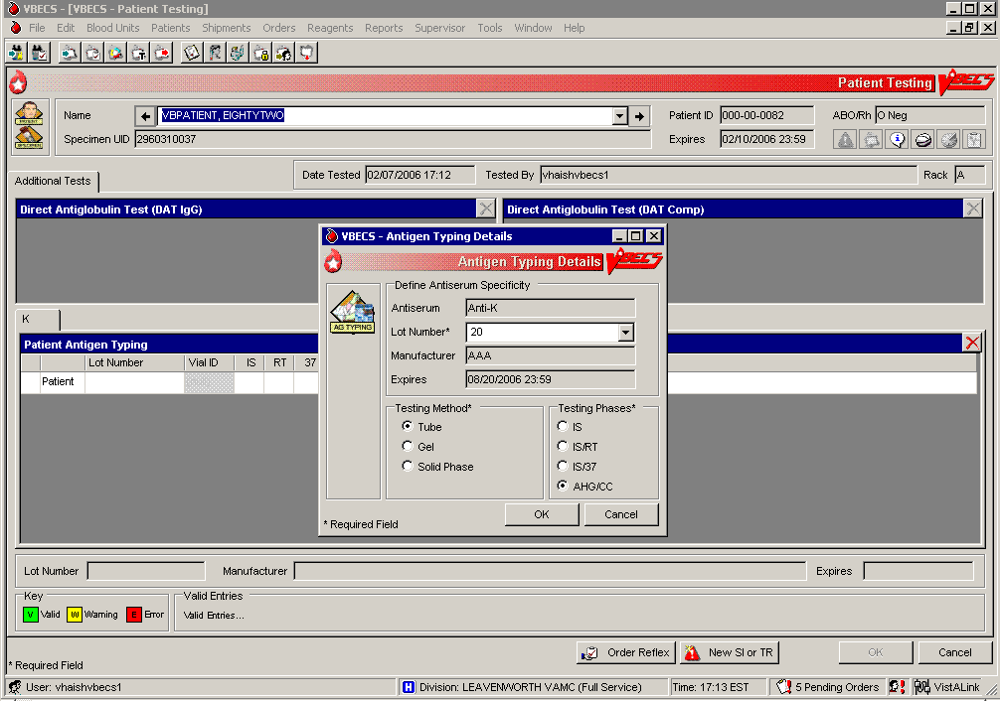 VBECS - [VBECS - Patient Testing]
File Edit Blood Units Patients Shipments Orders Reagents Reports Supervisor Tools Window Help
Patient Testing VBECS
PATIENT
SPECIMEN
Name VBPATIENT, EIGHTYTWO Patient ID 000-00-0082 ABO/Rh O Neg
Specimen UID 2960310037 Expires 02/10/2006 23:59
Additional Tests Date Tested 02/07/2006 17:12 Tested By vhaishvbecs1 Rack A
Direct Antiglobulin Test (DAT IgG) Direct Antiglobulin Test (DAT Comp)
VBECS - Antigen Typing Details
Antigen Typing Details VBECS
AG TYPING
Define Antiserum Specificity
Antiserum Anti-K
Lot Number* 20
Manufacturer AAA
Expires 08/20/2006 23:59
Testing Method* Testing Phases*
Tube IS
Gel IS/RT
Solid Phase IS/37
AHG/CC
* Required Field OK Cancel
K
Patient Antigen Typing
Lot Number Vial ID IS RT 37
Patient
Lot Number Manufacturer Expires
Key Valid Entries
V Valid W Warning E Error Valid Entries...
Order Reflex New SI or TR OK Cancel
* Required Field
User: vhaishvbecs1 H Division: LEAVENWORTH VAMC (Full Service) Time: 17:13 EST 5 Pending Orders VistALink